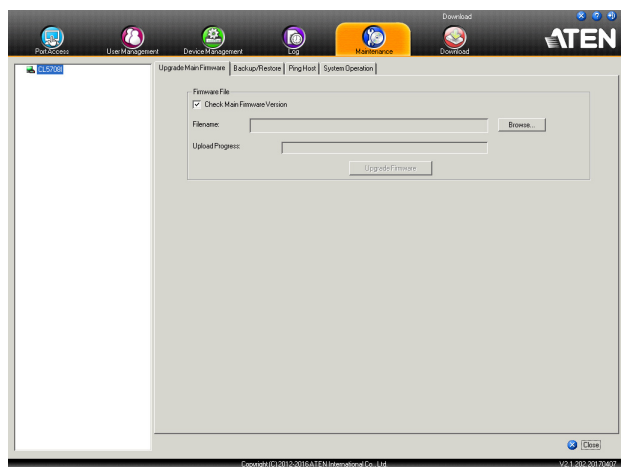 Download
ATEN
Port Access User Management Device Management Log Maintenance Download
CL5708I
Upgrade Main Firmware Backup/Restore Ping Host System Operation
Firmware File
Check Main Firmware Version
Filename: Browse...
Upload Progress:
Upgrade Firmware
Close
Copyright (C) 2012-2016 ATEN International Co., Ltd. V2.1.202.20170407